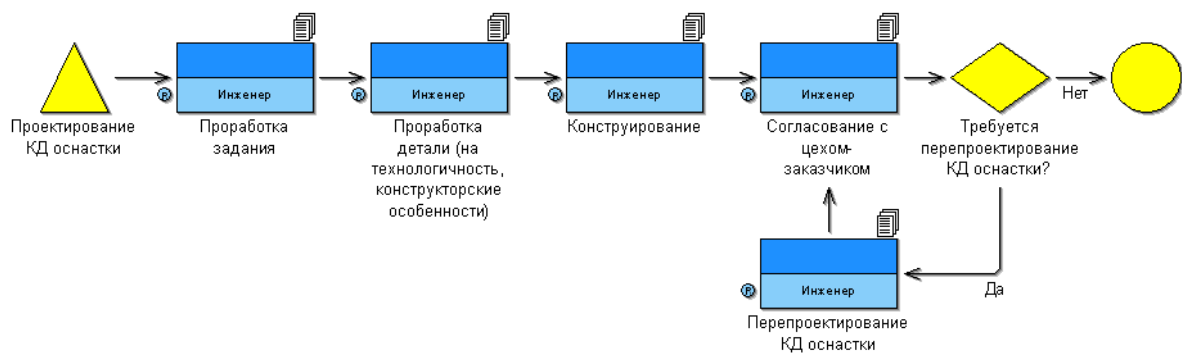 Инженер
Инженер
Инженер
Инженер
Нет
Проектирование
КД оснастки
Проработка
задания
Проработка
детали (на
технологичность,
конструкторские
особенности)
Конструирование
Согласование с
цехом-
заказчиком
Требуется
перепроектирование
КД оснастки?
Инженер
Да
Перепроектирование
КД оснастки